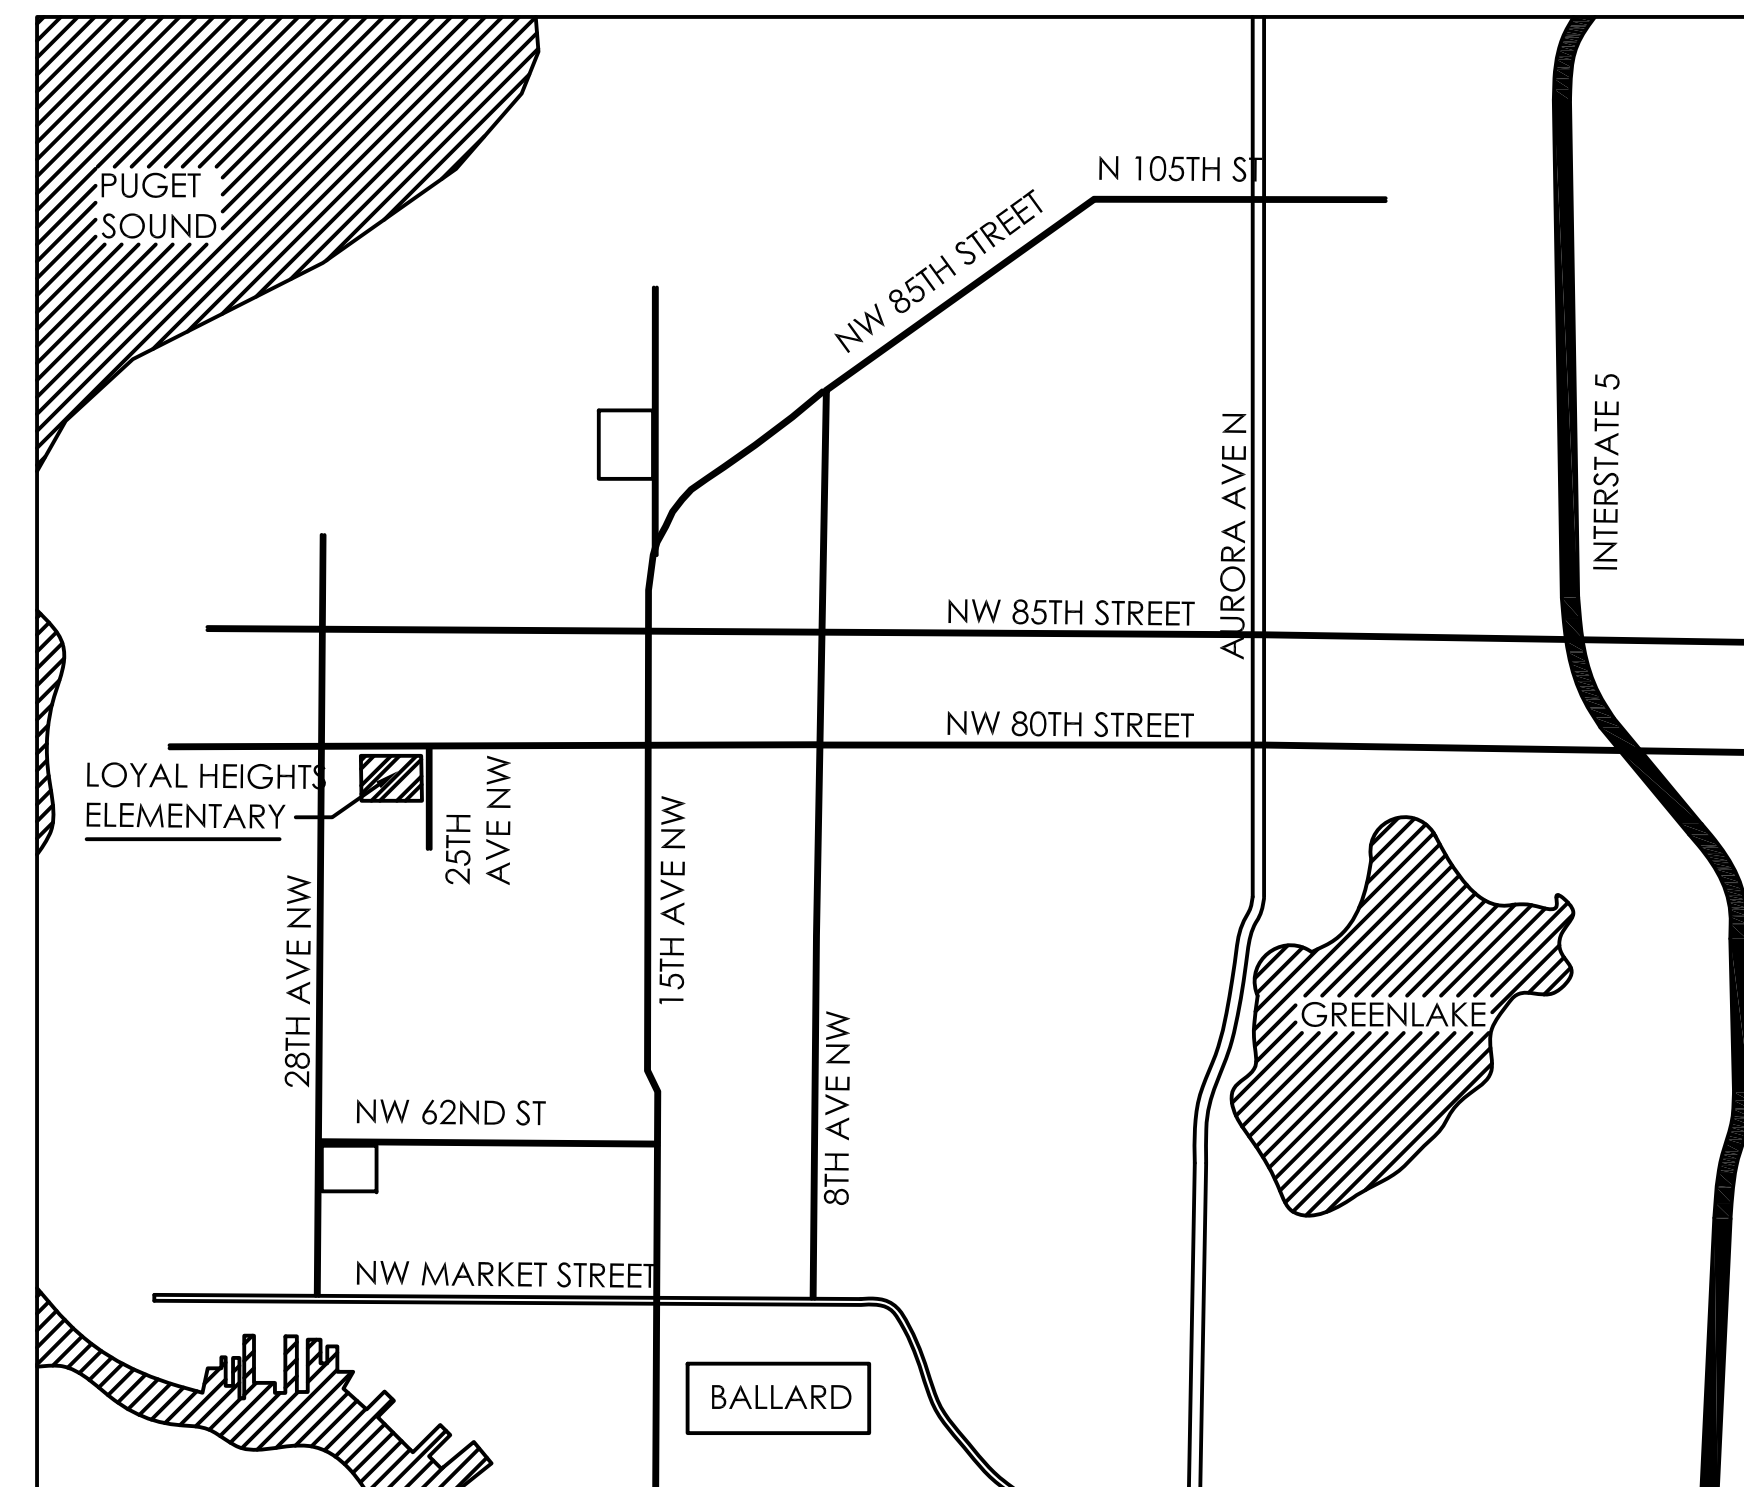 N 105TH ST
PUGET
SOUND
NW 85TH STREET
INTERSTATE 5
AURORA AVE N
NW 85TH STREET
NW 80TH STREET
LOYAL HEIGHTS
ELEMENTARY
25TH
AVE NW
15TH AVE NW
28TH AVE NW
GREENLAKE
8TH AVE NW
NW 62ND ST
NW MARKET STREET
BALLARD